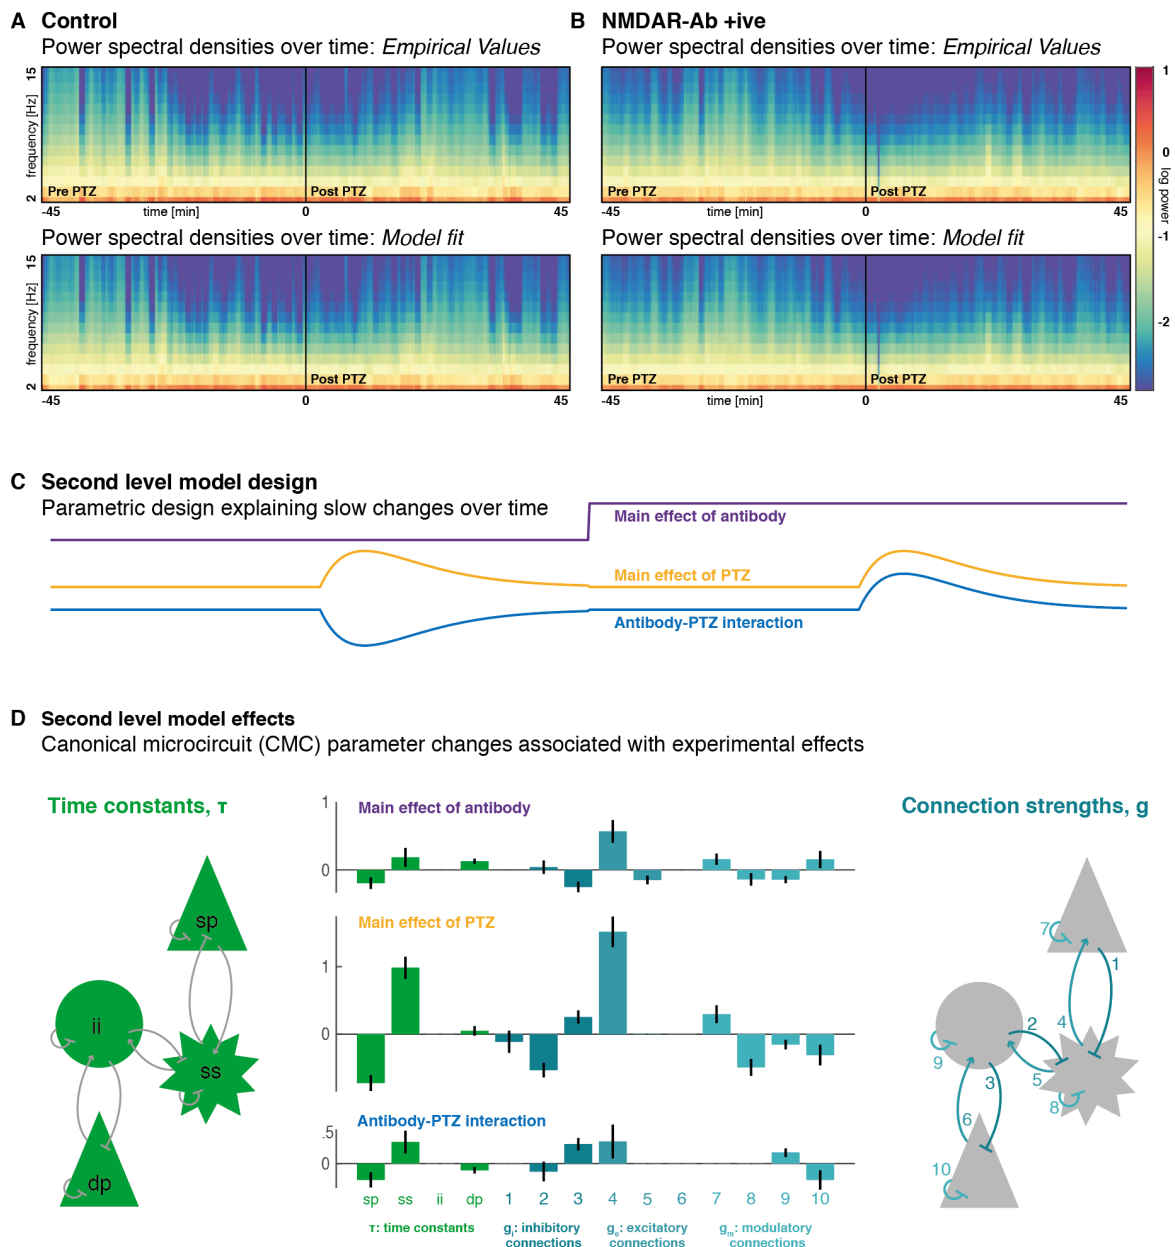 A Control
Power spectral densities over time: Empirical Values
15
frequency [Hz]
2
Pre PTZ
Post PTZ
-45
time [min]
0
45
Power spectral densities over time: Model fit
15
frequency [Hz]
2
Post PTZ
-45
0
45
B NMDAR-Ab +ive
Power spectral densities over time: Empirical Values
Pre PTZ
Post PTZ
-45
time [min]
0
45
Power spectral densities over time: Model fit
Pre PTZ
Post PTZ
-45
time [min]
0
45
1
0
-1
-2
log power
C Second level model design
Parametric design explaining slow changes over time
Main effect of antibody
Main effect of PTZ
Antibody-PTZ interaction
D Second level model effects
Canonical microcircuit (CMC) parameter changes associated with experimental effects
Time constants, τ
sp
ii
ss
dp
1
Main effect of antibody
0
Main effect of PTZ
1
0
Antibody-PTZ interaction
.5
0
sp ss ii dp 1 2 3 4 5 6 7 8 9 10
τ: time constants
gi: inhibitory
connections
ge: excitatory
connections
gm: modulatory
connections
Connection strengths, g
7
1
4
2
9
3
5
8
6
10